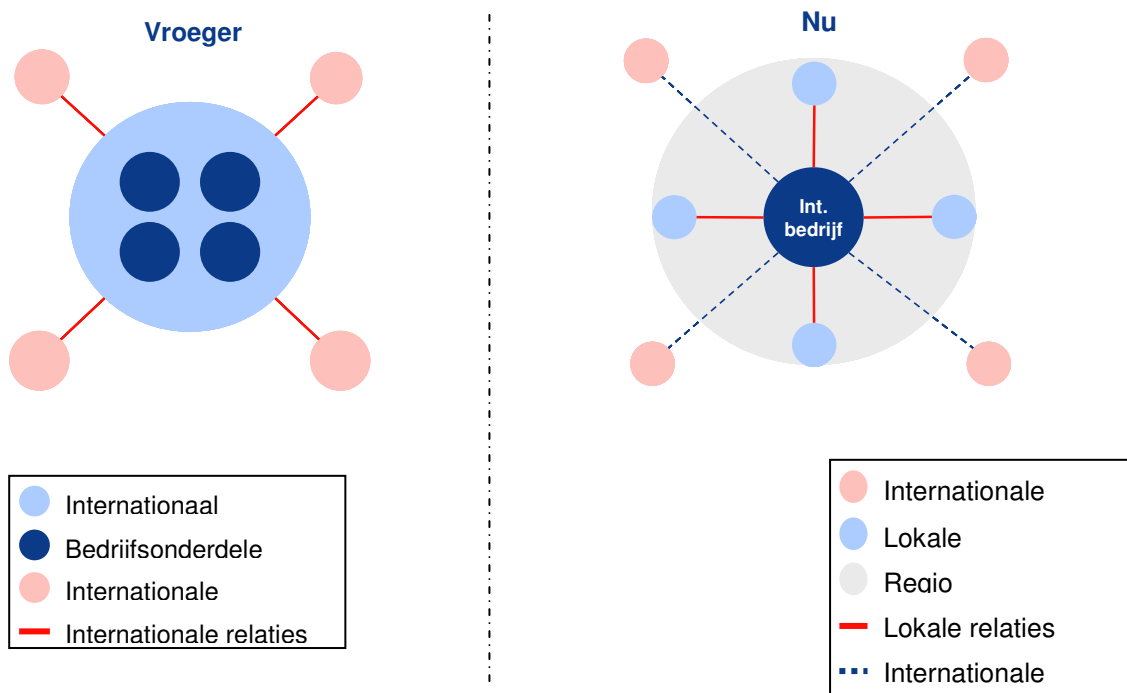 Vroeger
Internationaal
Bedrijfsonderdele
Internationale
Internationale relaties
Nu
Int.
bedrijf
Internationale
Lokale
Regio
Lokale relaties
Internationale